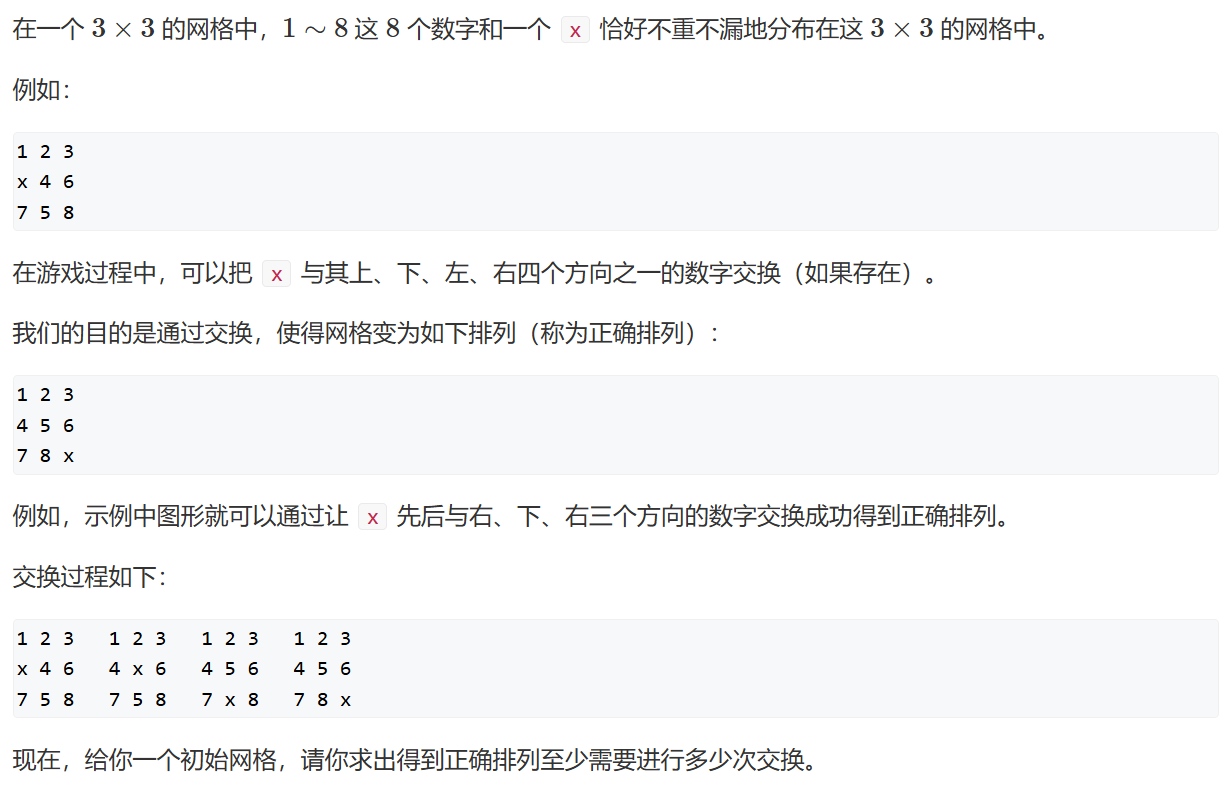 在一个 3 × 3 的网格中，1 ∼ 8 这 8 个数字和一个 x 恰好不重不漏地分布在这 3 × 3 的网格中。
例如：
1 2 3
x 4 6
7 5 8
在游戏过程中，可以把 x 与其上、下、左、右四个方向之一的数字交换（如果存在）。
我们的目的是通过交换，使得网格变为如下排列（称为正确排列）：
1 2 3
4 5 6
7 8 x
例如，示例中图形就可以通过让 x 先后与右、下、右三个方向的数字交换成功得到正确排列。
交换过程如下：
1 2 3   1 2 3   1 2 3   1 2 3
x 4 6   4 x 6   4 5 6   4 5 6
7 5 8   7 5 8   7 x 8   7 8 x
现在，给你一个初始网格，请你求出得到正确排列至少需要进行多少次交换。